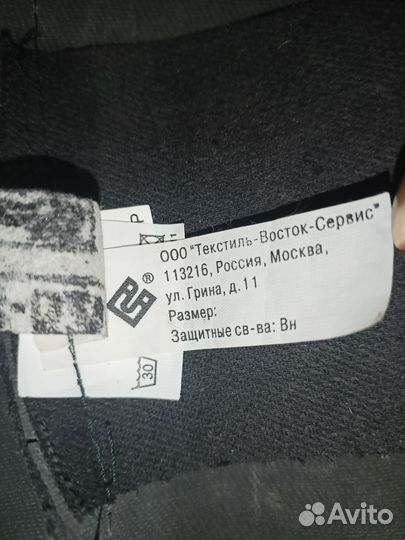 ООО "Текстиль-Восток-Сервис"
113216, Россия, Москва,
ул. Грина, д. 11
Размер:
Защитные св-ва: Вн
®
30
Р
Avito